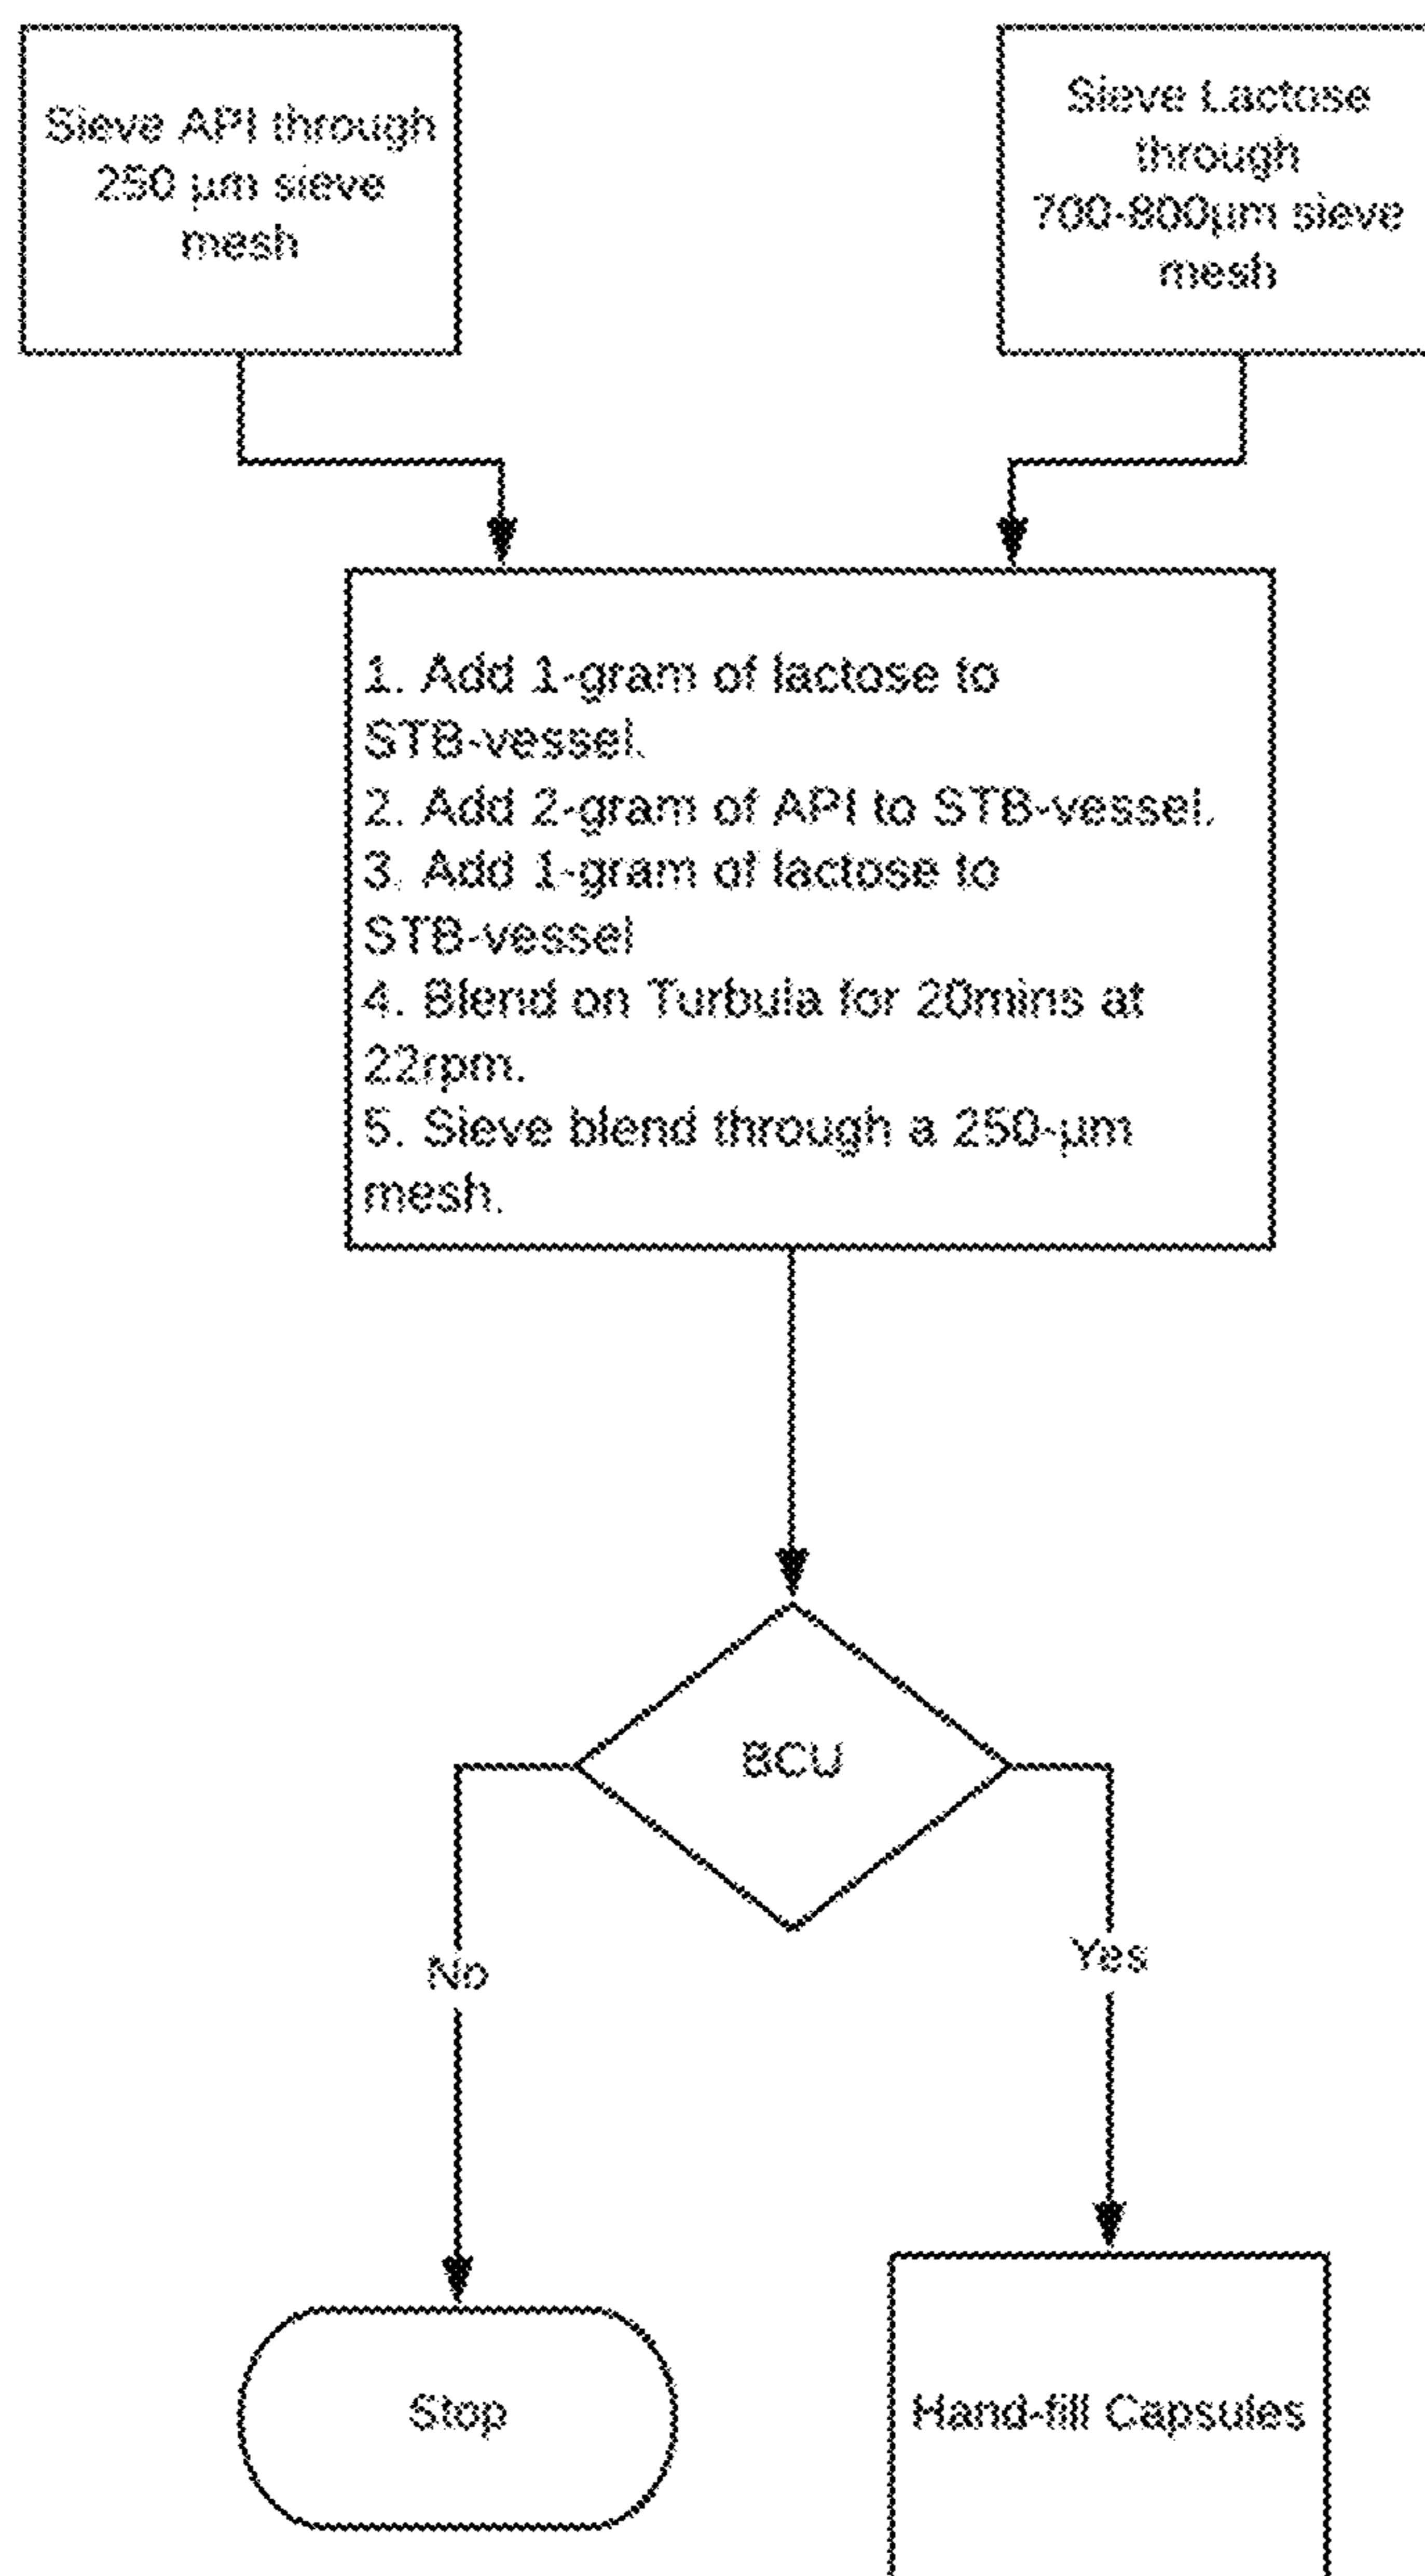 Sieve API through
250 µm sieve
mesh
Sieve Lactose
through
700-800µm sieve
mesh
1. Add 1-gram of lactose to
STB-vessel.
2. Add 2-gram of API to STB-vessel.
3. Add 1-gram of lactose to
STB-vessel
4. Blend on Turbula for 20mins at
22rpm.
5. Sieve blend through a 250-µm
mesh.
BCU
No
Yes
Stop
Hand-fill Capsules